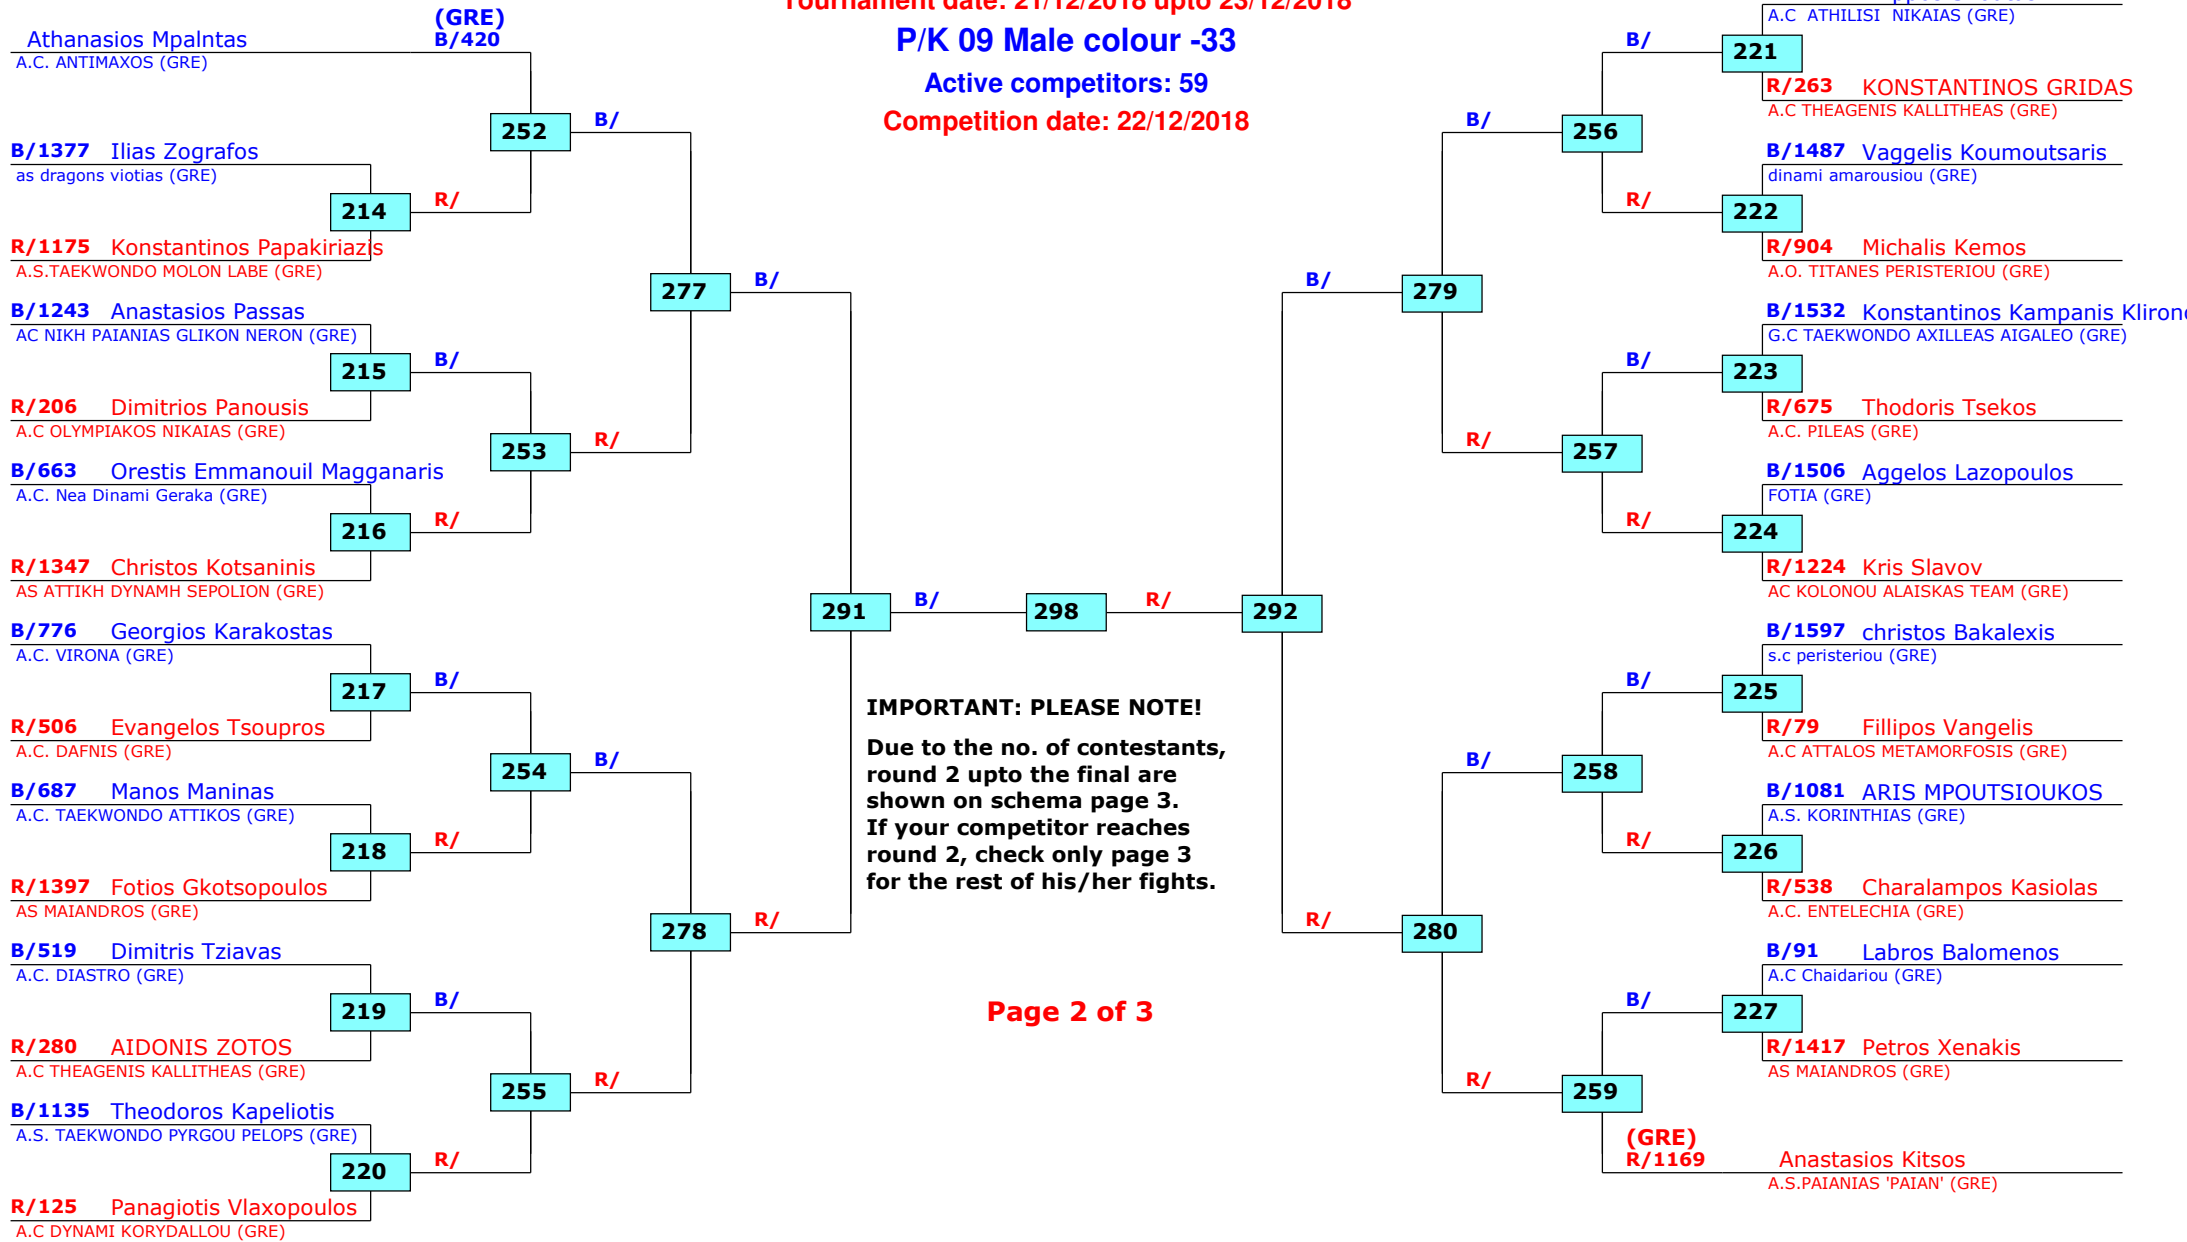 Tournament date: 21/12/2018 upto 23/12/2018
P/K 09 Male colour -33
Active competitors: 59
Competition date: 22/12/2018
(GRE)
Athanasios Mpalntas B/420
A.C. ANTIMAXOS (GRE)
252
B/
B/1377 Ilias Zografos
as dragons viotias (GRE)
214
R/
R/1175 Konstantinos Papakiriazis
A.S.TAEKWONDO MOLON LABE (GRE)
277
B/
B/1243 Anastasios Passas
AC NIKH PAIANIAS GLIKON NERON (GRE)
215
B/
R/206 Dimitrios Panousis
A.C OLYMPIAKOS NIKAIAS (GRE)
253
R/
B/663 Orestis Emmanouil Magganaris
A.C. Nea Dinami Geraka (GRE)
216
R/
R/1347 Christos Kotsaninis
AS ATTIKH DYNAMH SEPOLION (GRE)
291
B/
298
R/
292
B/776 Georgios Karakostas
A.C. VIRONA (GRE)
217
B/
R/506 Evangelos Tsoupros
A.C. DAFNIS (GRE)
254
B/
B/687 Manos Maninas
A.C. TAEKWONDO ATTIKOS (GRE)
218
R/
R/1397 Fotios Gkotsopoulos
AS MAIANDROS (GRE)
278
R/
B/519 Dimitris Tziavas
A.C. DIASTRO (GRE)
219
B/
R/280 AIDONIS ZOTOS
A.C THEAGENIS KALLITHEAS (GRE)
255
R/
B/1135 Theodoros Kapeliotis
A.S. TAEKWONDO PYRGOU PELOPS (GRE)
220
R/
R/125 Panagiotis Vlaxopoulos
A.C DYNAMI KORYDALLOU (GRE)
IMPORTANT: PLEASE NOTE!
Due to the no. of contestants,
round 2 upto the final are
shown on schema page 3.
If your competitor reaches
round 2, check only page 3
for the rest of his/her fights.
Page 2 of 3
A.C ATHILISI NIKAIAS (GRE)
B/
221
R/263 KONSTANTINOS GRIDAS
A.C THEAGENIS KALLITHEAS (GRE)
B/
256
B/1487 Vaggelis Koumoutsaris
dinami amarousiou (GRE)
R/
222
R/904 Michalis Kemos
A.O. TITANES PERISTERIOU (GRE)
B/
279
B/1532 Konstantinos Kampanis
G.C TAEKWONDO AXILLEAS AIGALEO (GRE)
B/
223
R/675 Thodoris Tsekos
A.C. PILEAS (GRE)
R/
257
B/1506 Aggelos Lazopoulos
FOTIA (GRE)
R/
224
R/1224 Kris Slavov
AC KOLONOU ALAISKAS TEAM (GRE)
B/1597 christos Bakalexis
s.c peristeriou (GRE)
B/
225
R/79 Fillipos Vangelis
A.C ATTALOS METAMORFOSIS (GRE)
B/
258
B/1081 ARIS MPOUTSIOUKOS
A.S. KORINTHIAS (GRE)
R/
226
R/538 Charalampos Kasiolas
A.C. ENTELECHIA (GRE)
R/
280
B/91 Labros Balomenos
A.C Chaidariou (GRE)
B/
227
R/1417 Petros Xenakis
AS MAIANDROS (GRE)
R/
259
(GRE)
R/1169 Anastasios Kitsos
A.S.PAIANIAS 'PAIAN' (GRE)